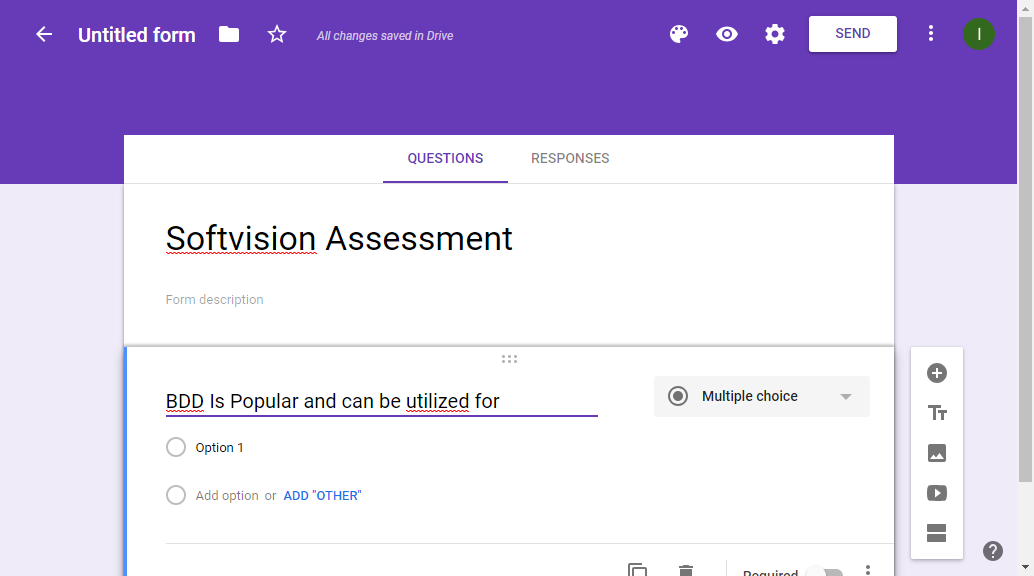 Untitled form All changes saved in Drive SEND I
QUESTIONS RESPONSES
Softvision Assessment
Form description
BDD Is Popular and can be utilized for
Multiple choice
Option 1
Add option or ADD "OTHER"
Required